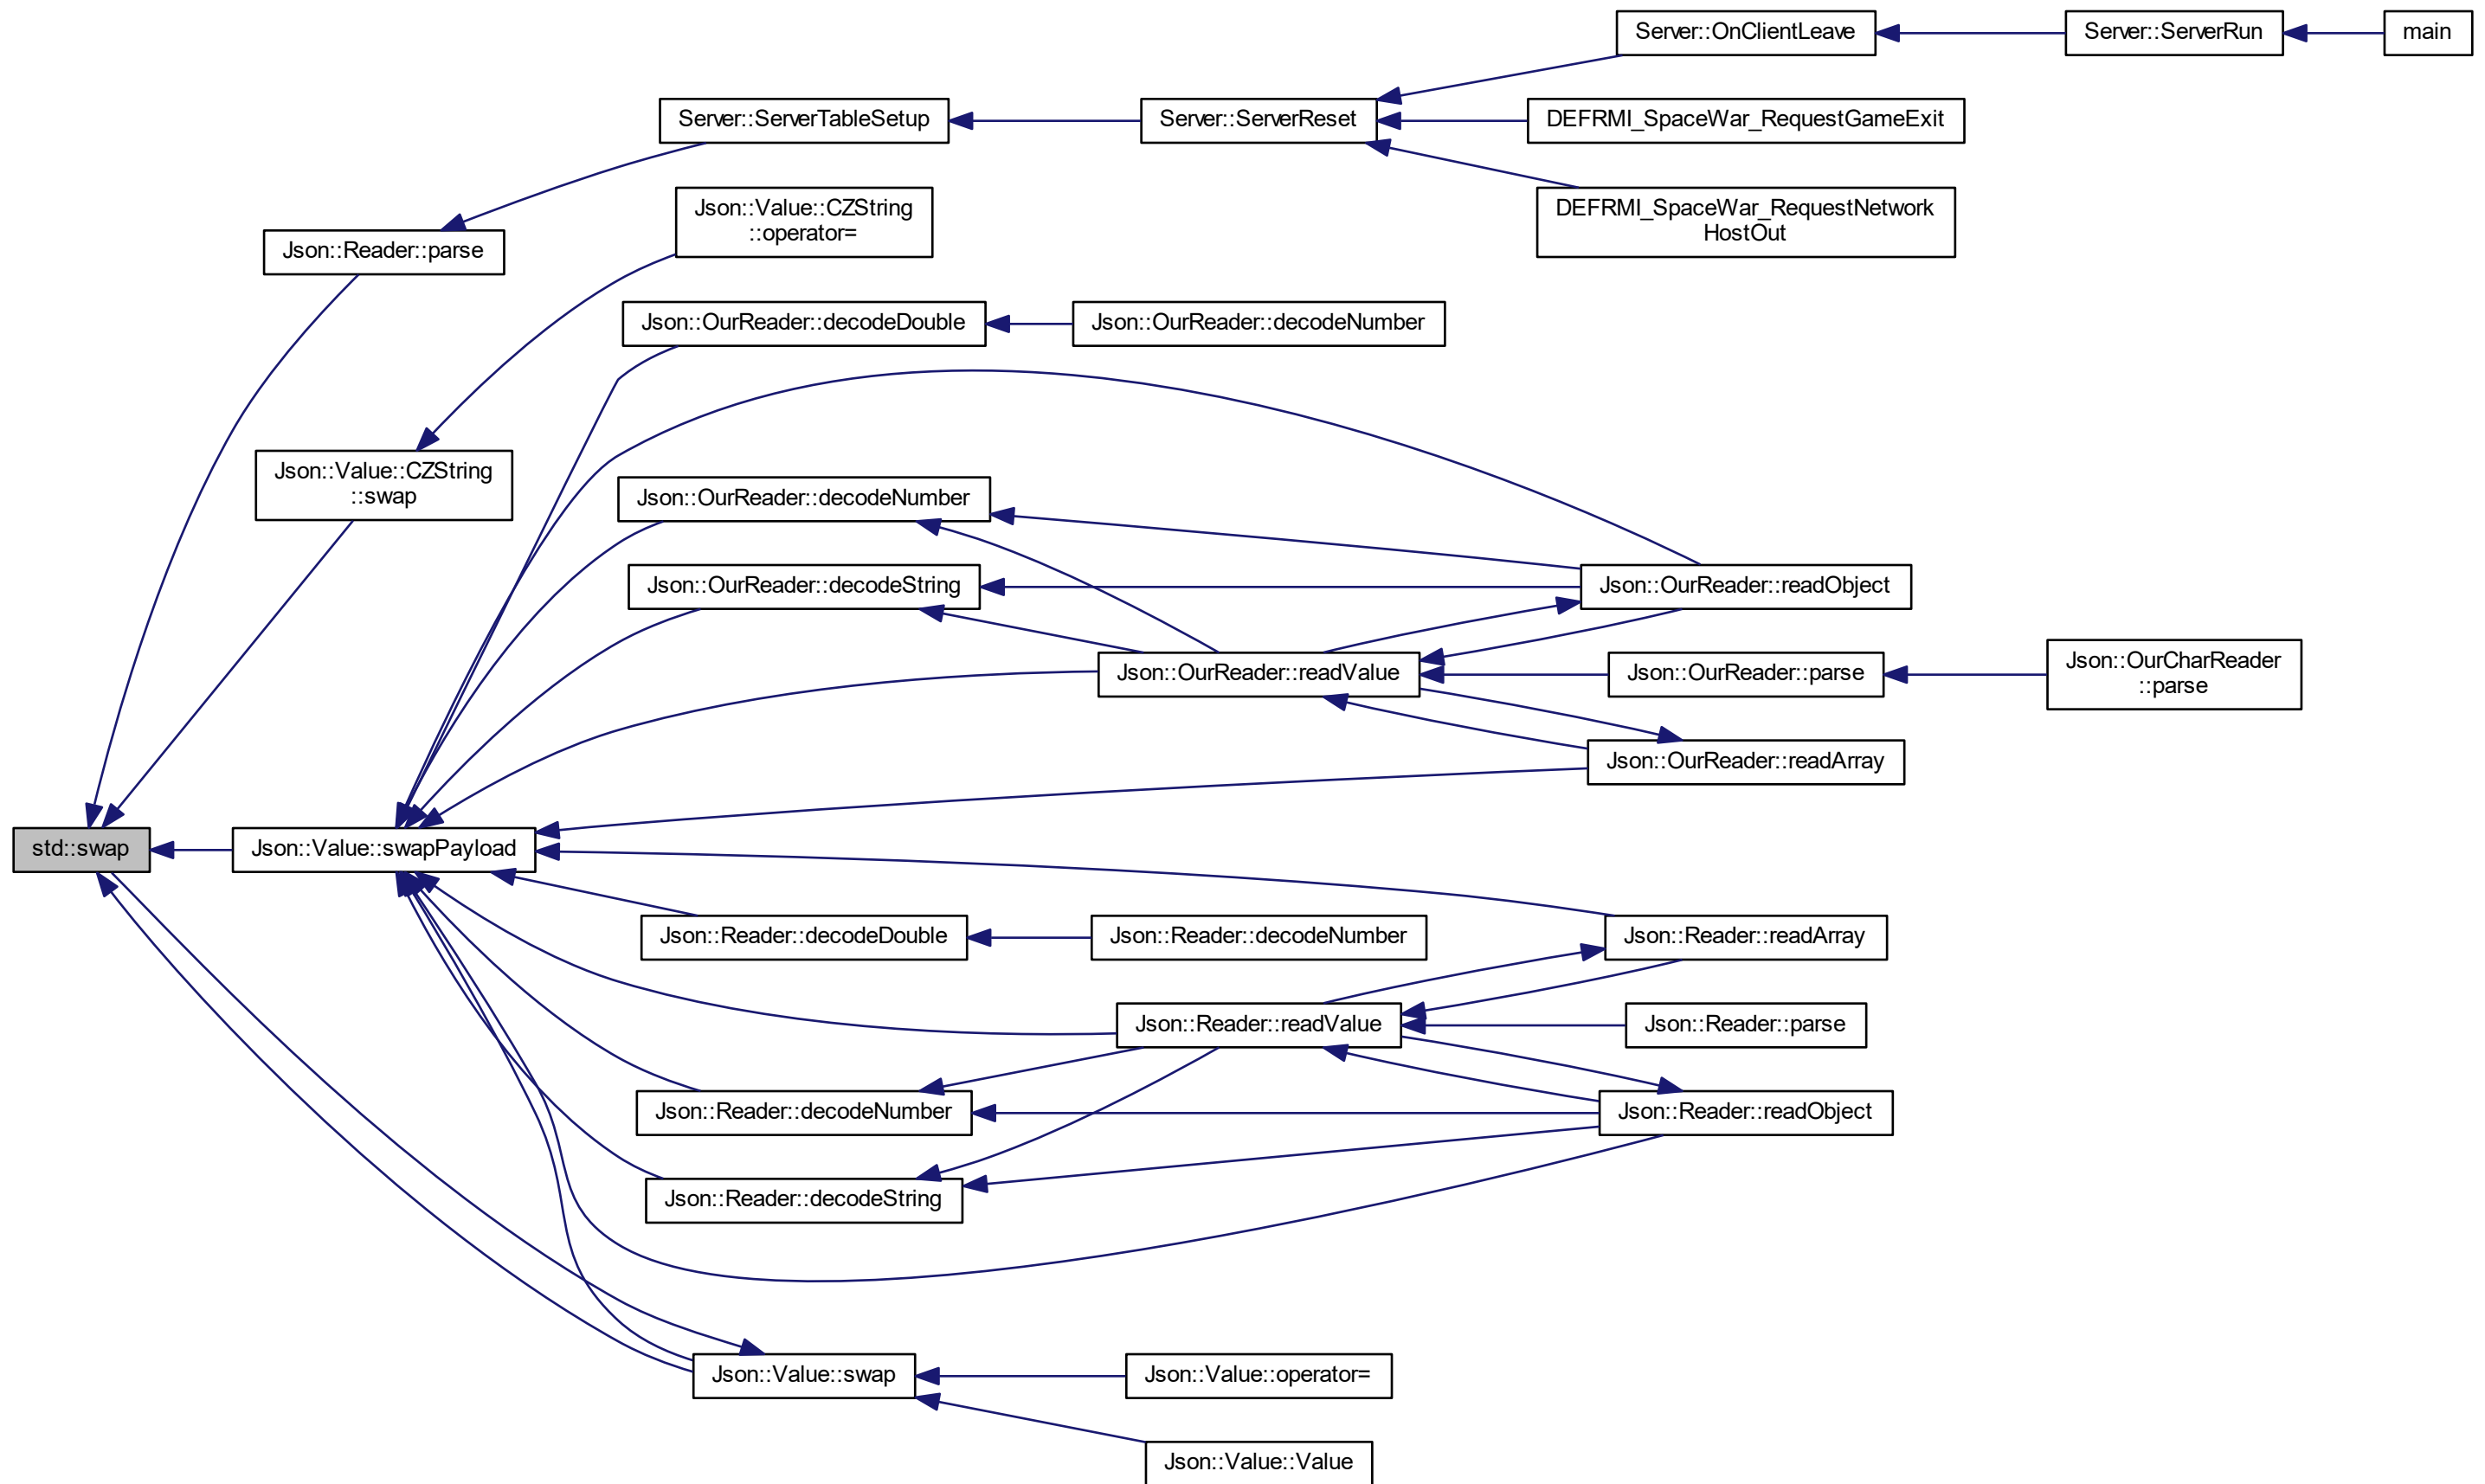 Server::OnClientLeave
Server::ServerRun
main
Server::ServerTableSetup
Server::ServerReset
DEFRMI_SpaceWar_RequestGameExit
Json::Value::CZString
::operator=
DEFRMI_SpaceWar_RequestNetwork
HostOut
Json::Reader::parse
Json::OurReader::decodeDouble
Json::OurReader::decodeNumber
Json::Value::CZString
::swap
Json::OurReader::decodeNumber
Json::OurReader::decodeString
Json::OurReader::readObject
Json::OurReader::readValue
Json::OurReader::parse
Json::OurCharReader
::parse
Json::OurReader::readArray
std::swap
Json::Value::swapPayload
Json::Reader::decodeDouble
Json::Reader::decodeNumber
Json::Reader::readArray
Json::Reader::readValue
Json::Reader::parse
Json::Reader::decodeNumber
Json::Reader::readObject
Json::Reader::decodeString
Json::Value::swap
Json::Value::operator=
Json::Value::Value